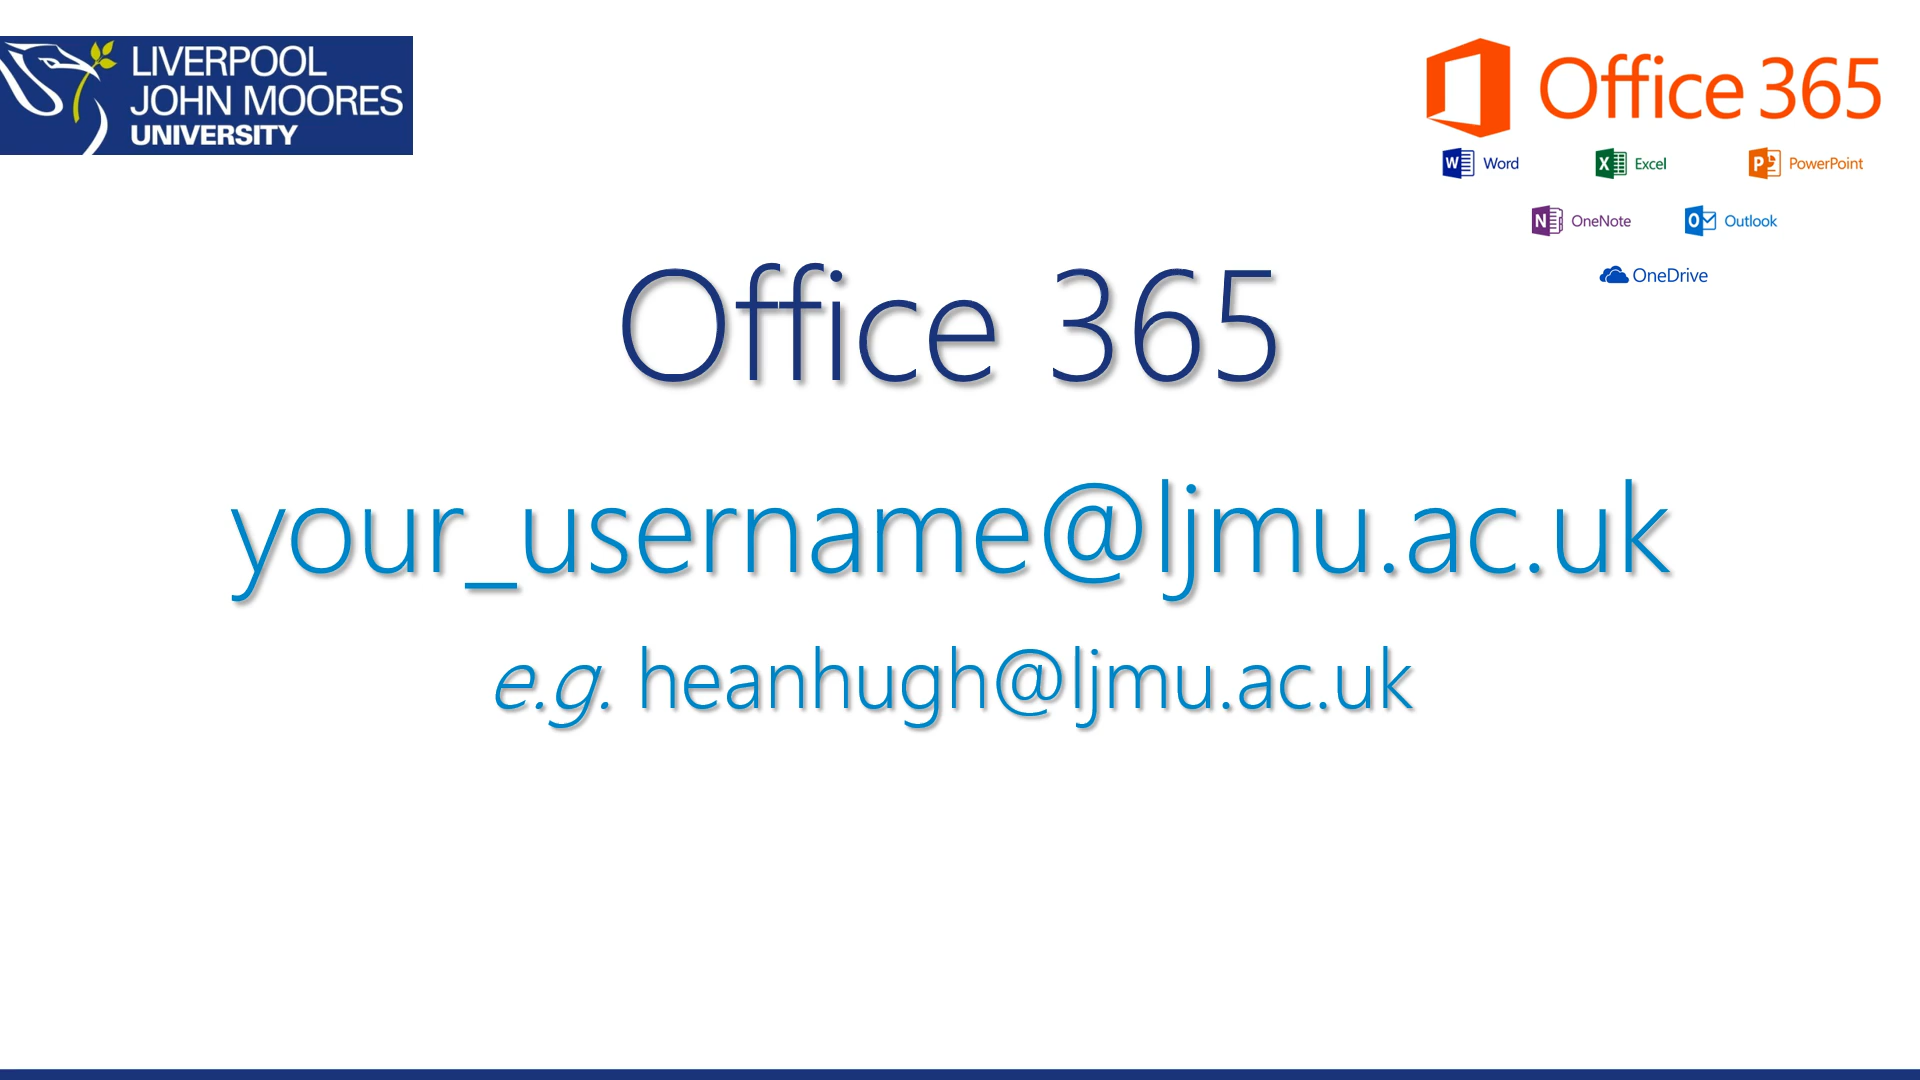 LIVERPOOL
JOHN MOORES
UNIVERSITY
Office 365
W Word
X Excel
P PowerPoint
N OneNote
O Outlook
OneDrive
Office 365
your_username@ljmu.ac.uk
e.g. heanhugh@ljmu.ac.uk